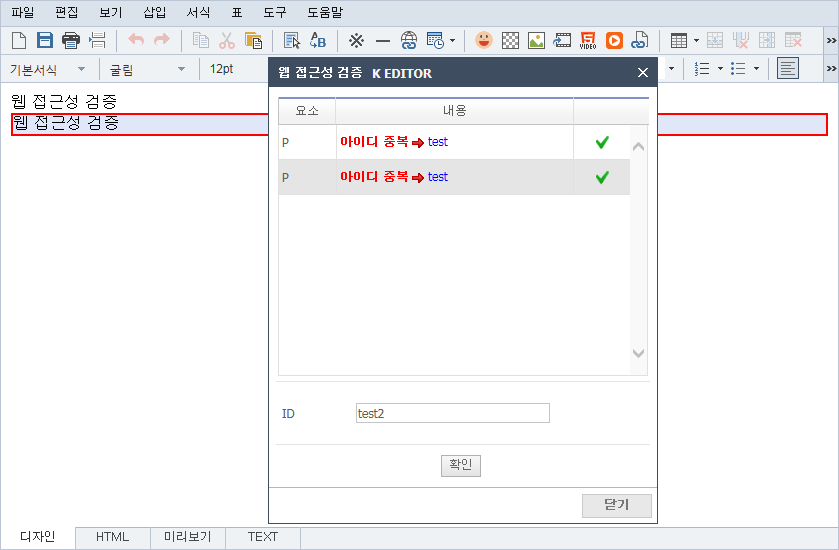 파일 편집 보기 삽입 서식 표 도구 도움말
VIDEO
기본서식 굴림 12pt
웹 접근성 검증
웹 접근성 검증
웹 접근성 검증 K EDITOR
요소 내용
P 아이디 중복 test
P 아이디 중복 test
ID test2
확인
닫기
디자인 HTML 미리보기 TEXT